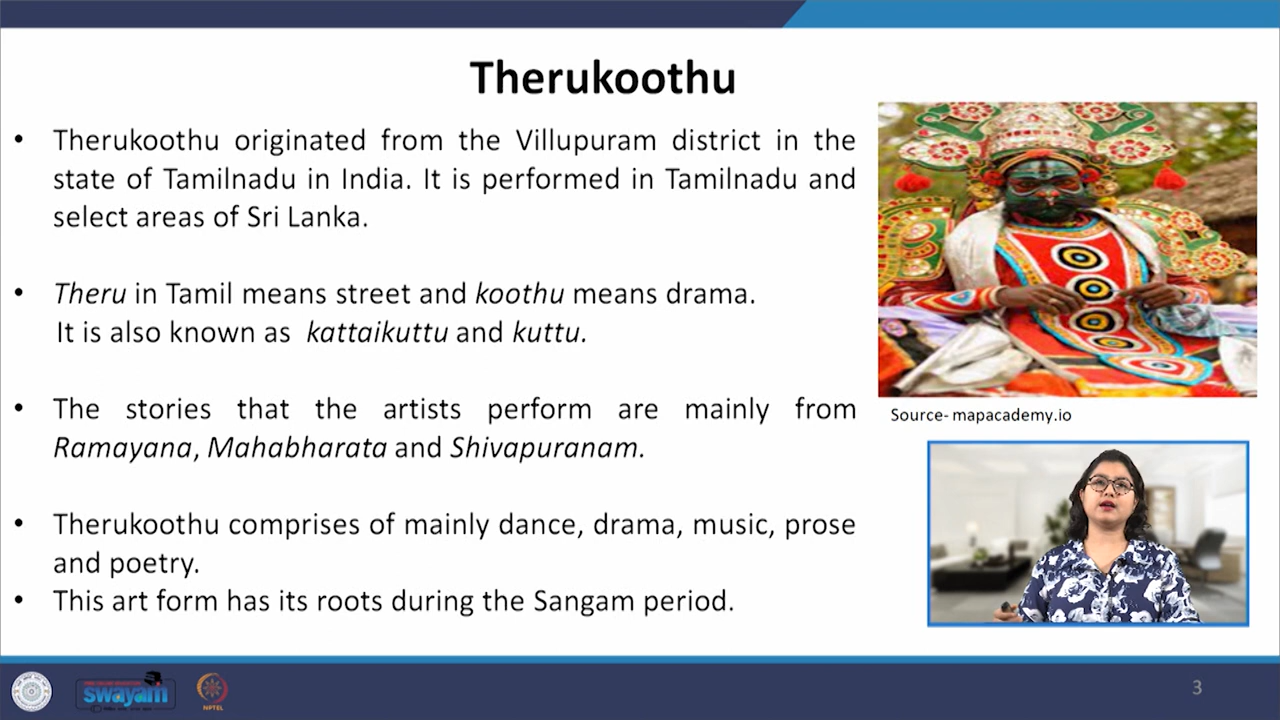 Therukoothu
• Therukoothu originated from the Villupuram district in the
state of Tamilnadu in India. It is performed in Tamilnadu and
select areas of Sri Lanka.
• Theru in Tamil means street and koothu means drama.
It is also known as kattaikuttu and kuttu.
• The stories that the artists perform are mainly from
Ramayana, Mahabharata and Shivapuranam.
• Therukoothu comprises of mainly dance, drama, music, prose
and poetry.
• This art form has its roots during the Sangam period.
Source- mapacademy.io
swayam
NPTEL
3